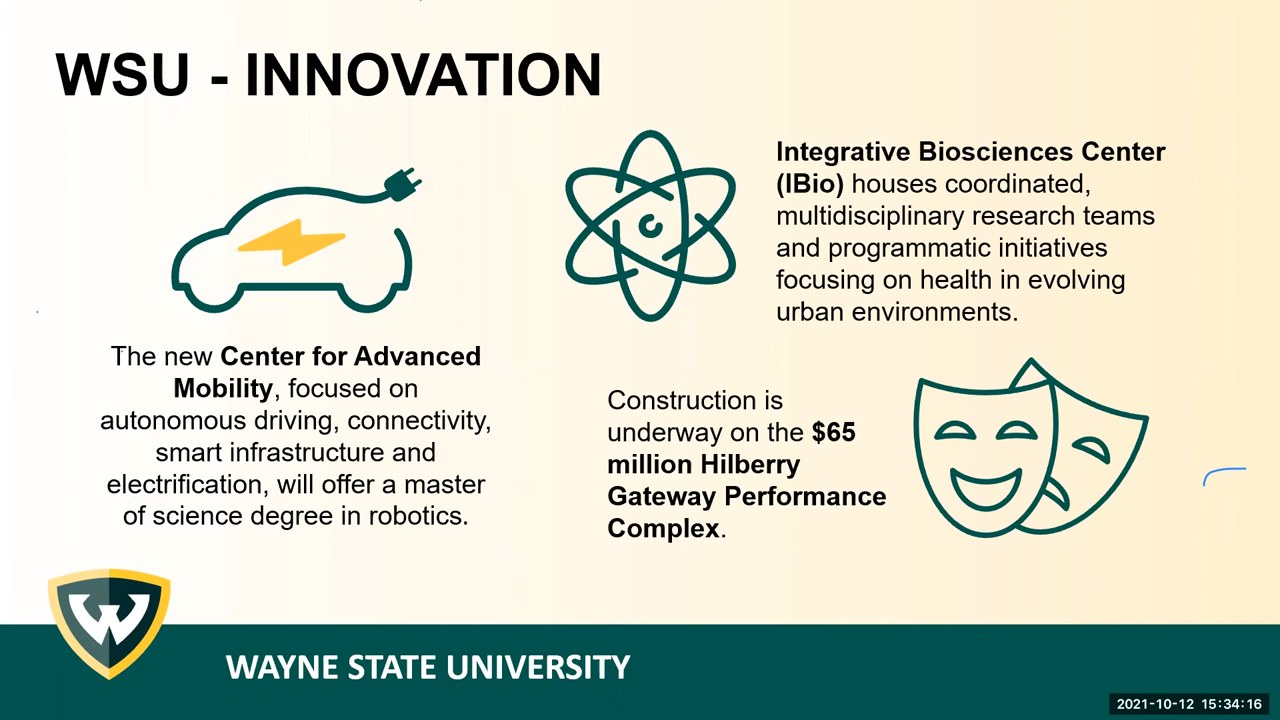 WSU - INNOVATION
Integrative Biosciences Center
(IBio) houses coordinated,
multidisciplinary research teams
and programmatic initiatives
focusing on health in evolving
urban environments.
The new Center for Advanced
Mobility, focused on
autonomous driving, connectivity,
smart infrastructure and
electrification, will offer a master
of science degree in robotics.
Construction is
underway on the $65
million Hilberry
Gateway Performance
Complex.
W
WAYNE STATE UNIVERSITY
2021-10-12 15:34:16